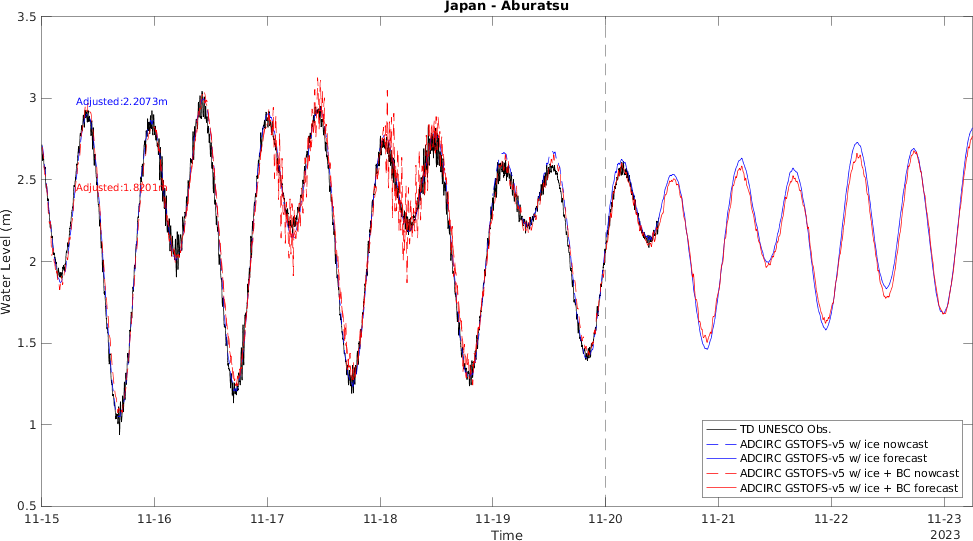 Japan - Aburatsu
3.5
3
2.5
2
1.5
1
0.5
Water Level (m)
Adjusted:2.2073m
Adjusted:1.8201m
TD UNESCO Obs.
ADCIRC GSTOFS-v5 w/ ice nowcast
ADCIRC GSTOFS-v5 w/ ice forecast
ADCIRC GSTOFS-v5 w/ ice + BC nowcast
ADCIRC GSTOFS-v5 w/ ice + BC forecast
11-15 11-16 11-17 11-18 11-19 11-20 11-21 11-22 11-23
Time
2023